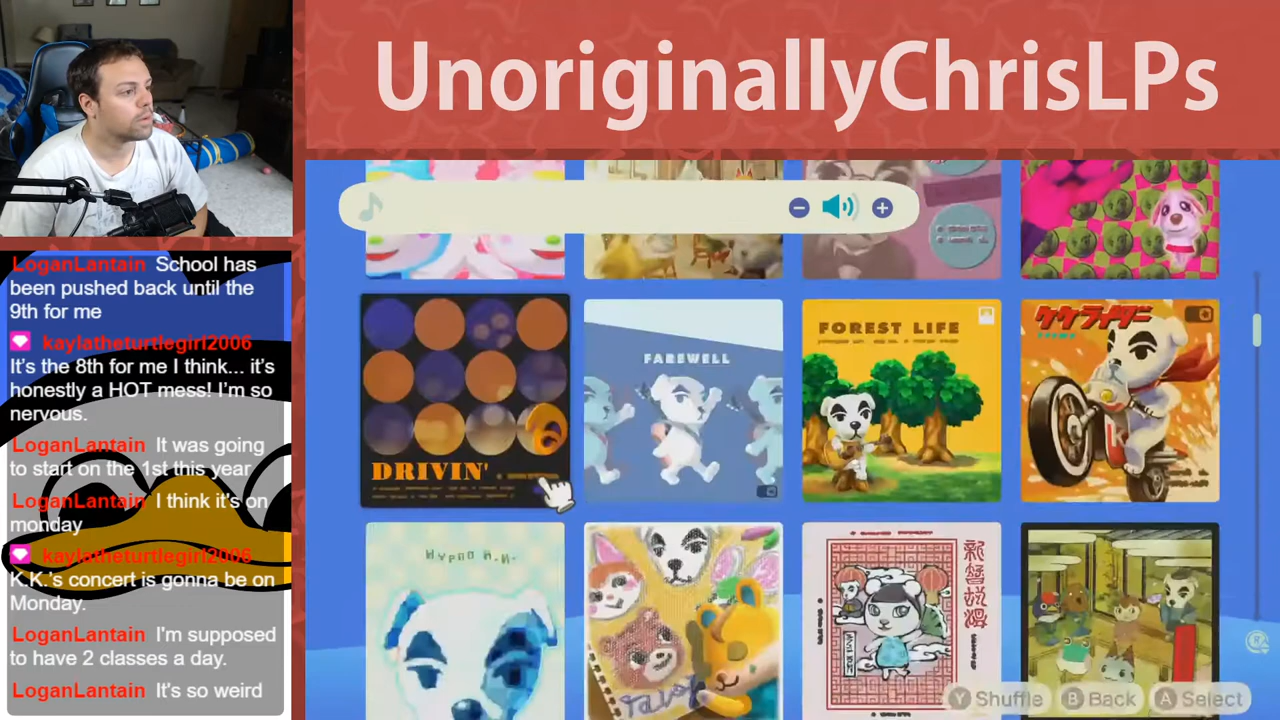 UnoriginallyChrisLPs
LoganLantain School has
been pushed back until the
9th for me
kaylatheturtlegirl2006
It's the 8th for me I think... it's
honestly a HOT mess! I'm so
nervous.
LoganLantain It was going
to start on the 1st this year
LoganLantain I think it's on
monday
kaylatheturtlegirl2006
K.K.'s concert is gonna be on
Monday.
LoganLantain I'm supposed
to have 2 classes a day.
LoganLantain It's so weird
DRIVIN'
FAREWELL
FOREST LIFE
ケケライダー
HYPNO K.K.
Y Shuffle B Back A Select